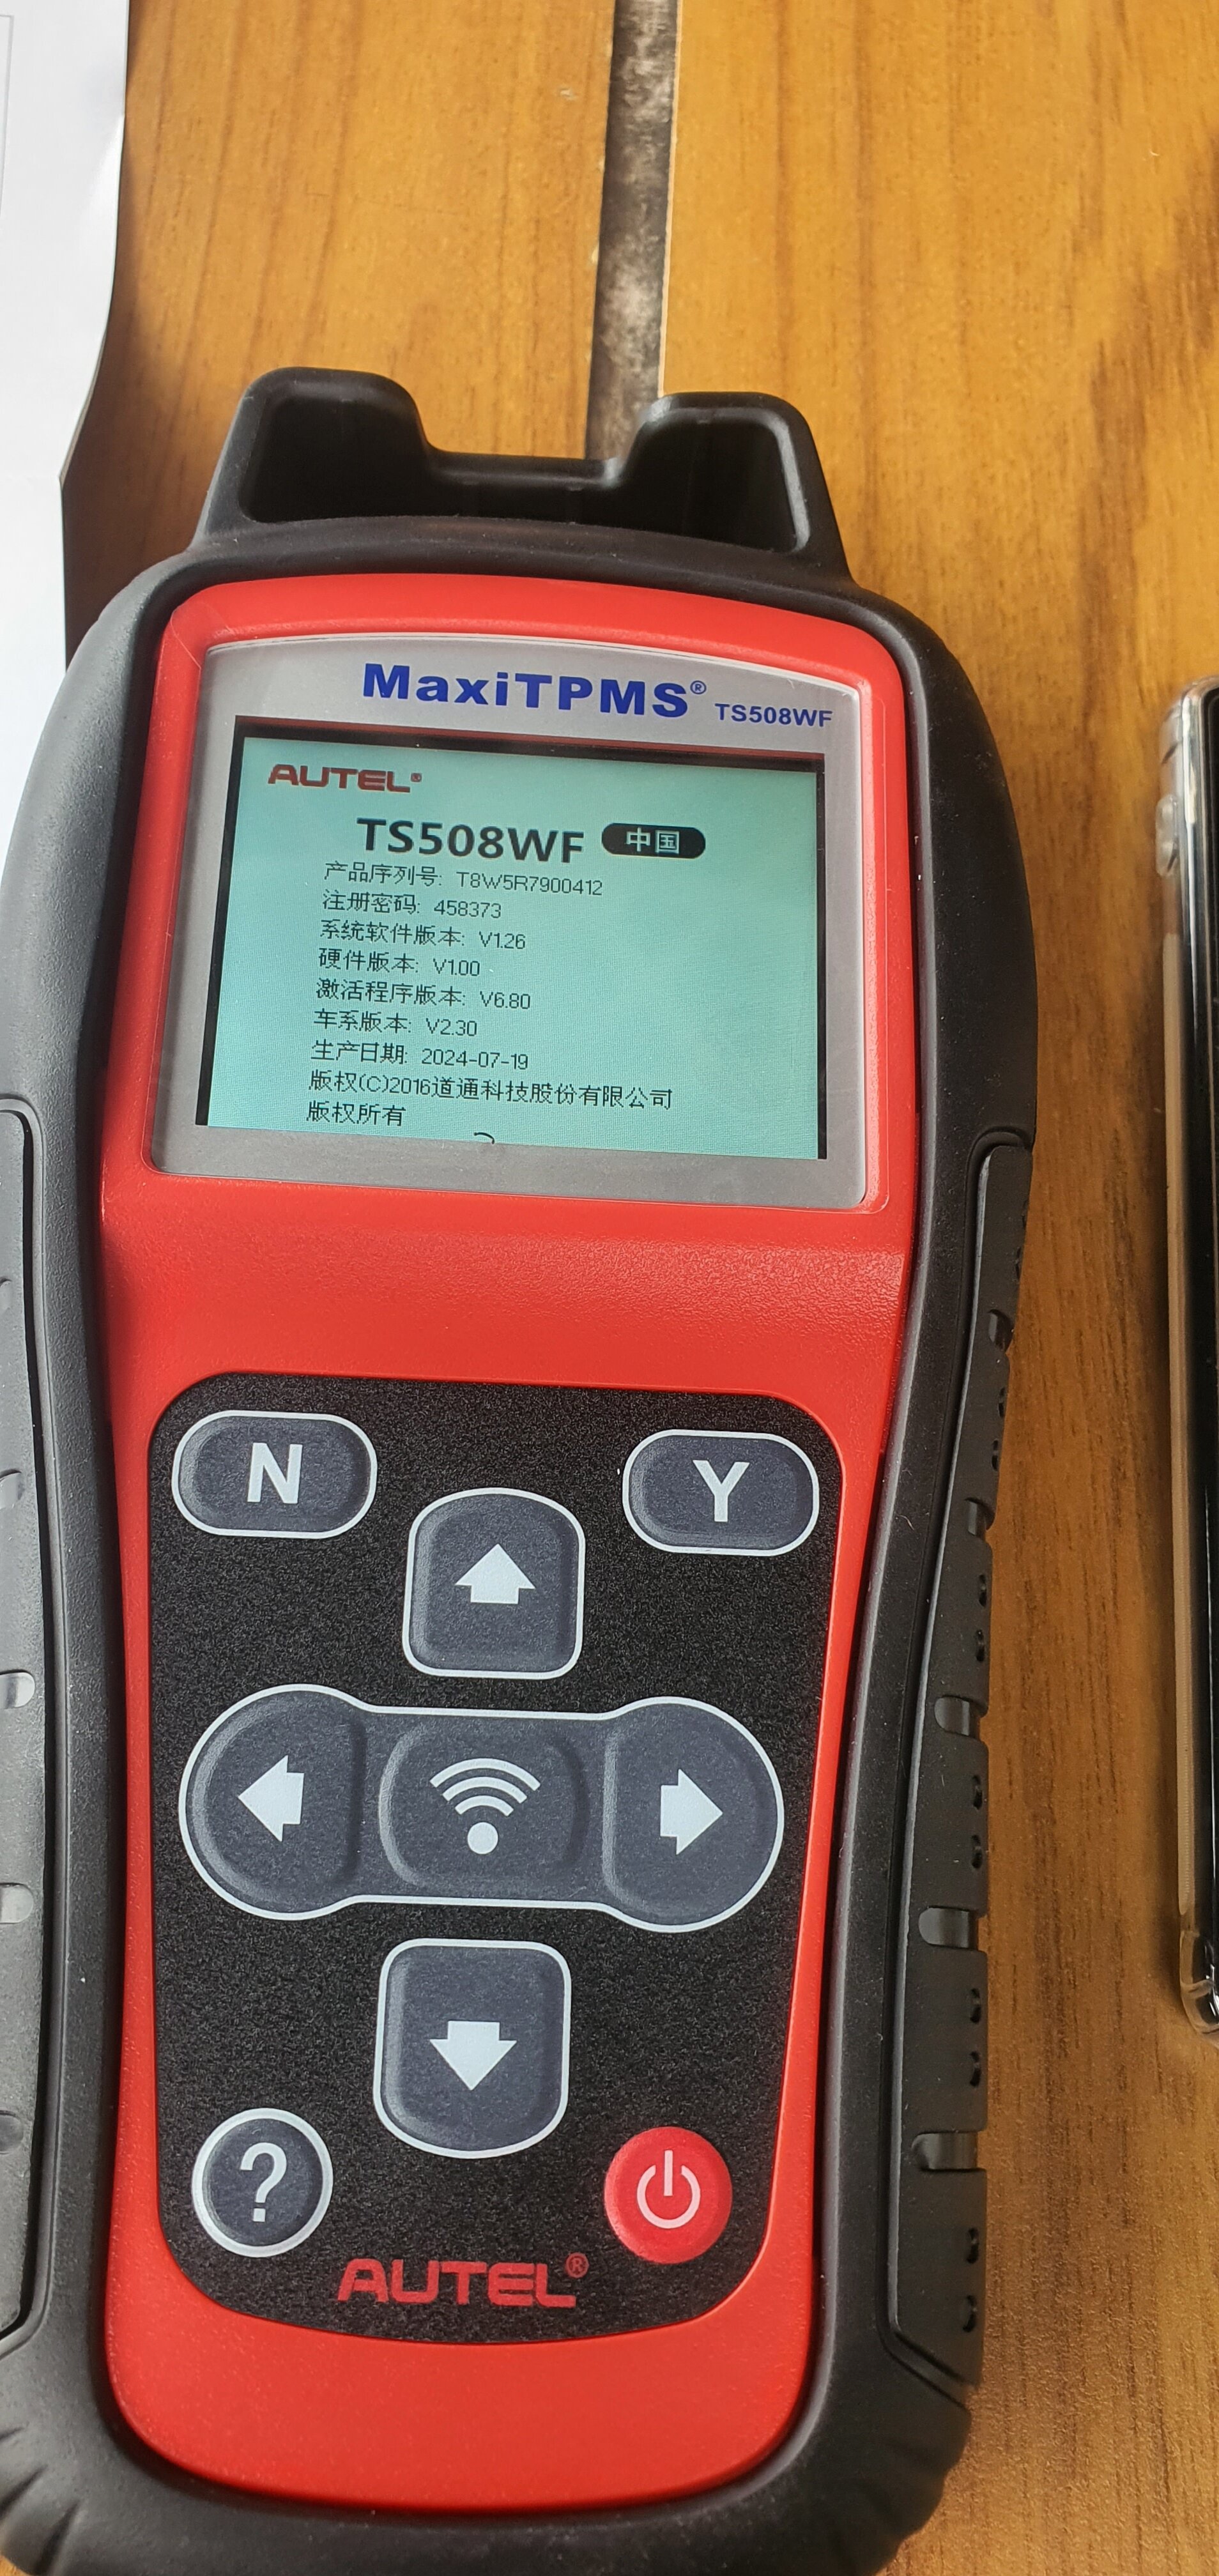 MaxiTPMS® TS508WF
AUTEL®
TS508WF 中国
产品序列号: T8W5R7900412
注册密码: 458373
系统软件版本: V1.26
硬件版本: V1.00
激活程序版本: V6.80
车系版本: V2.30
生产日期: 2024-07-19
版权(C)2016道通科技股份有限公司
版权所有
N
Y
?
AUTEL®